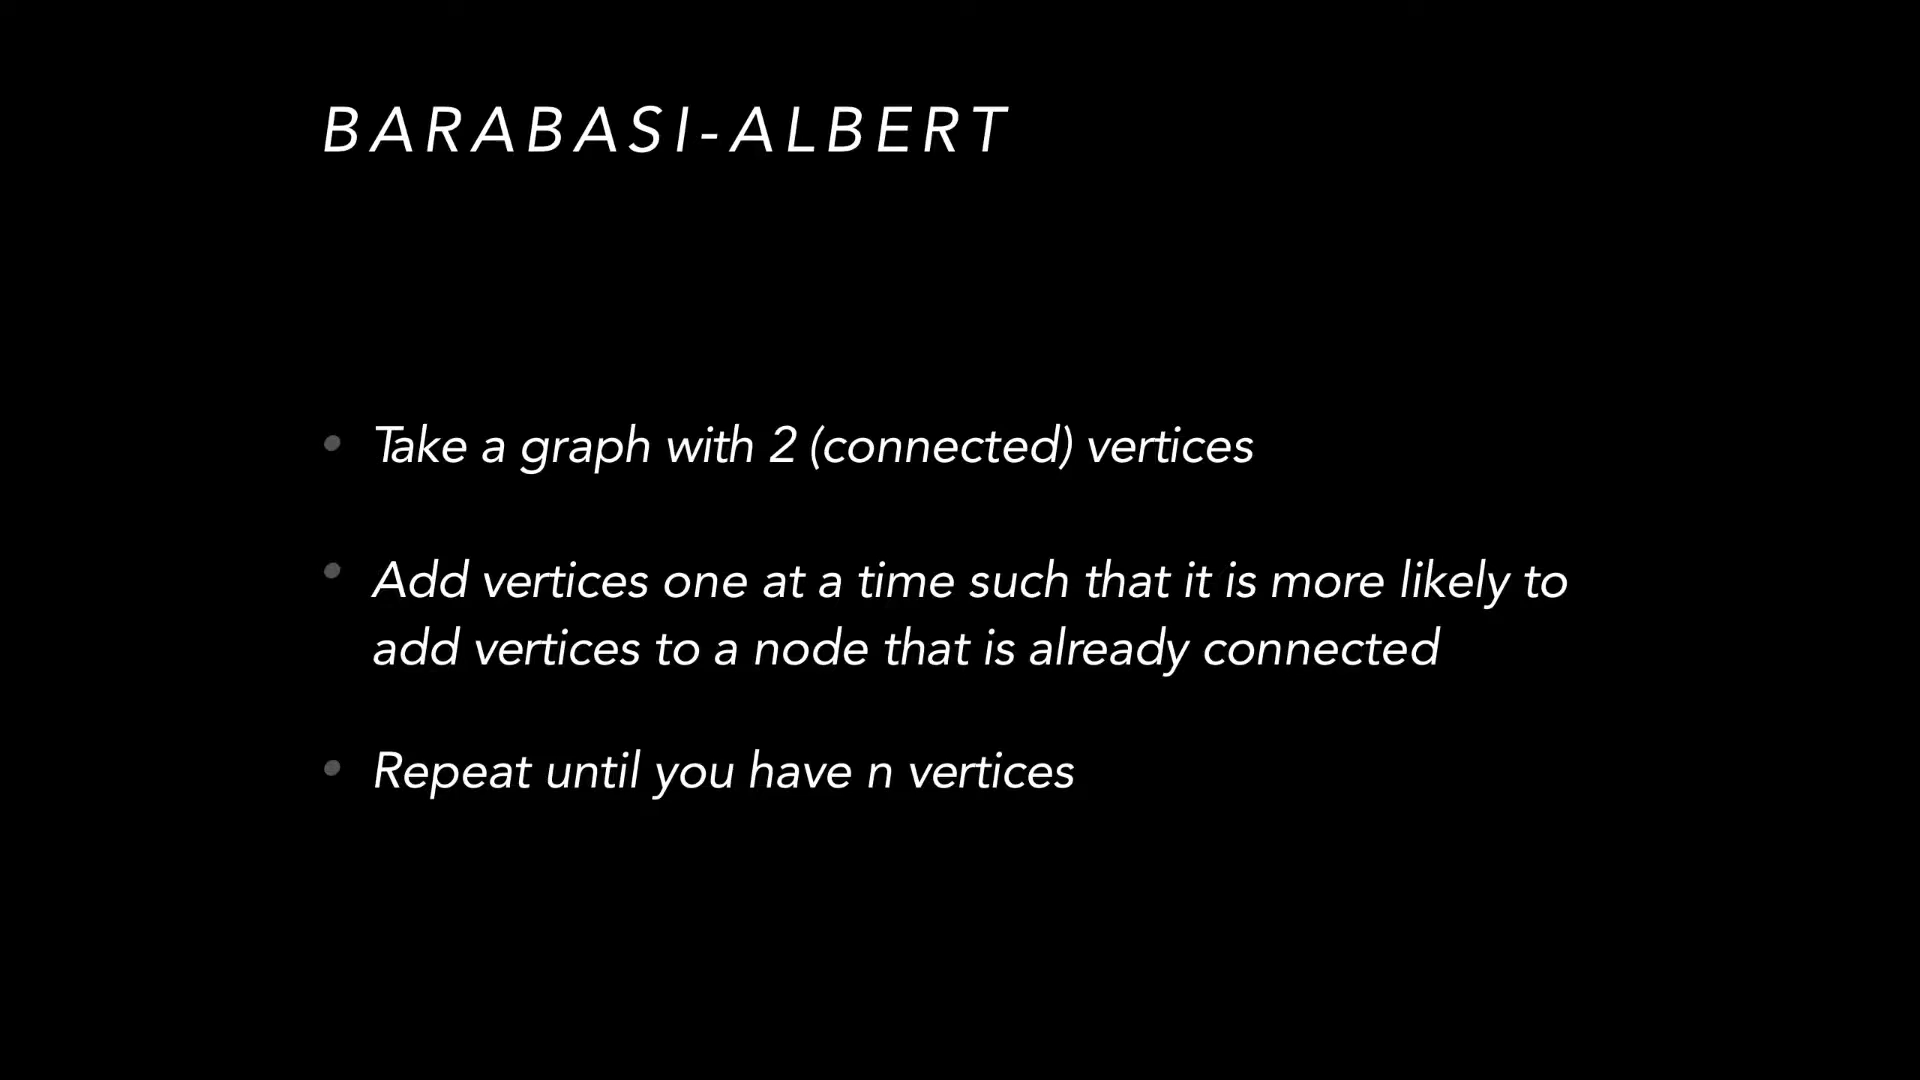 BARABASI-ALBERT
• Take a graph with 2 (connected) vertices
• Add vertices one at a time such that it is more likely to
add vertices to a node that is already connected
• Repeat until you have n vertices